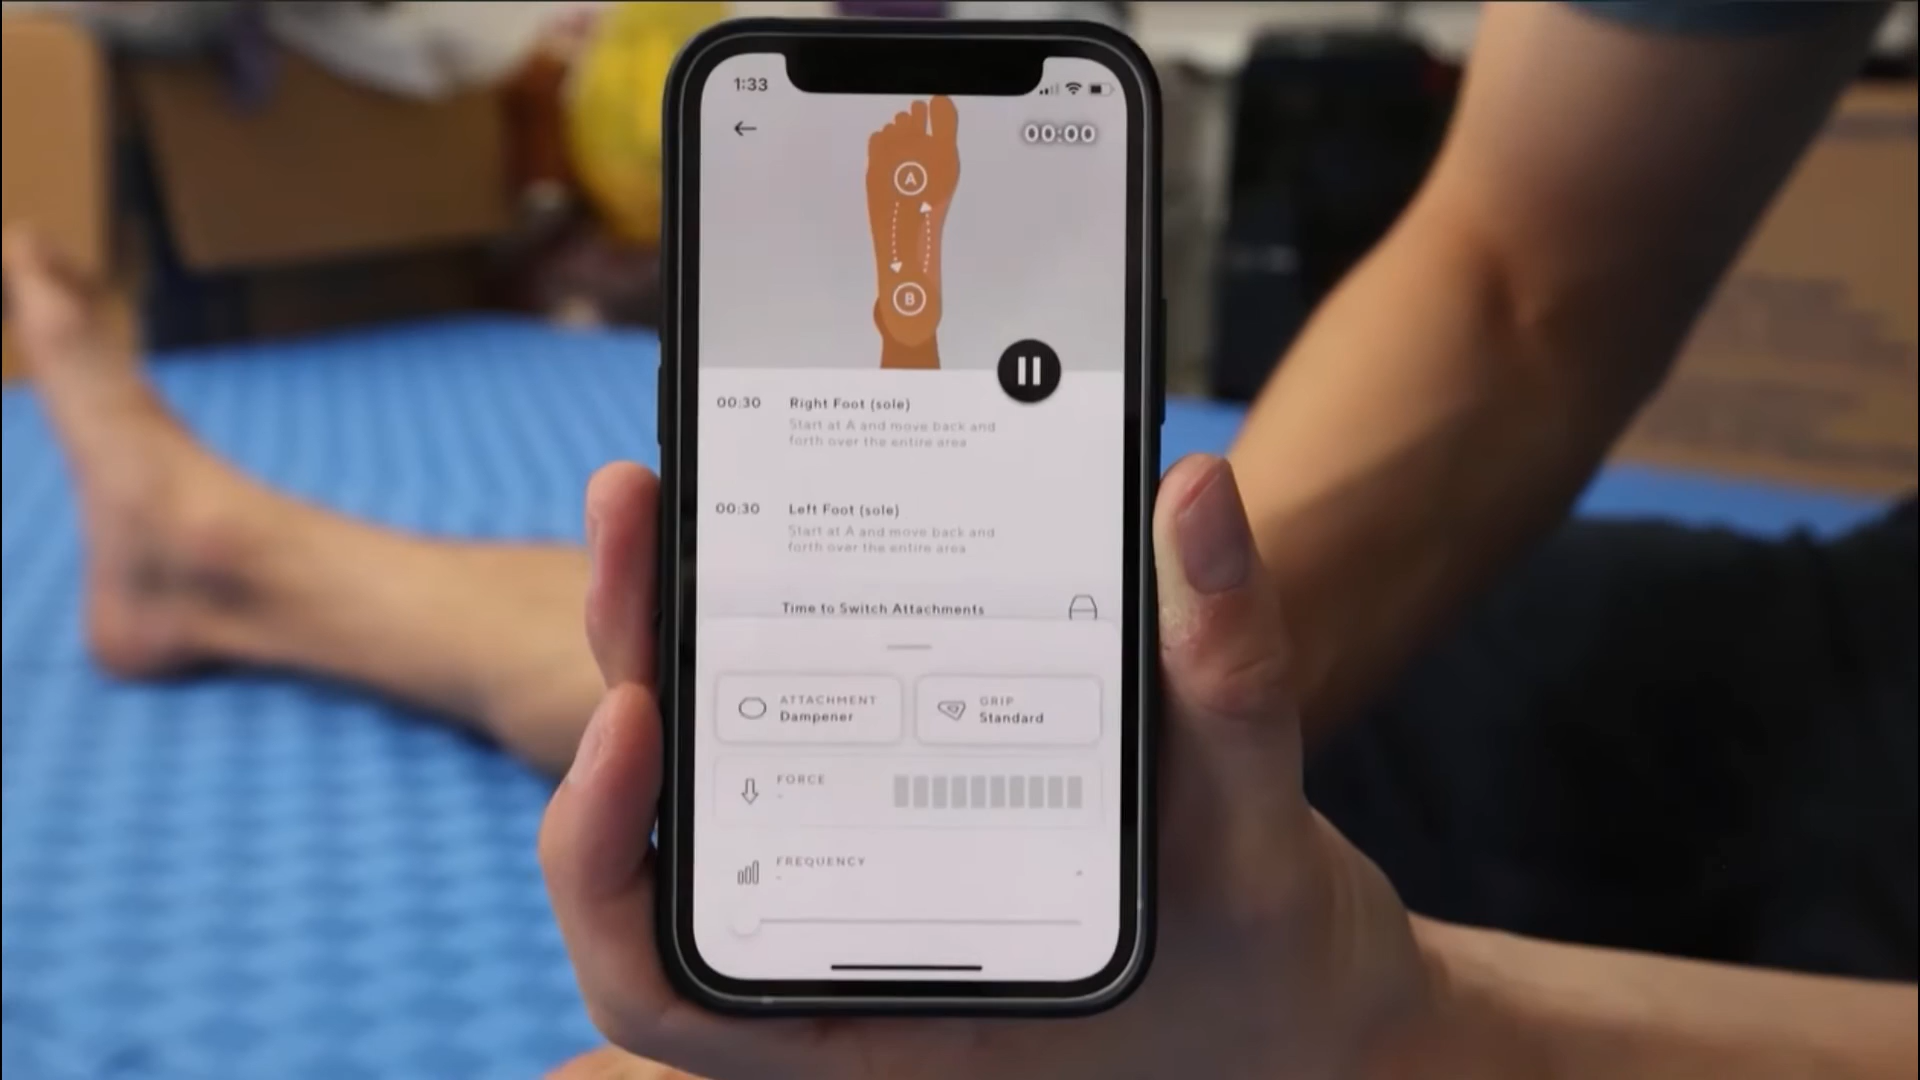 1:33
00:00
A
B
00:30 Right Foot (sole)
Start at A and move back and
forth over the entire area
00:30 Left Foot (sole)
Start at A and move back and
forth over the entire area
Time to Switch Attachments
ATTACHMENT
Dampener
GRIP
Standard
FORCE
-
FREQUENCY
-